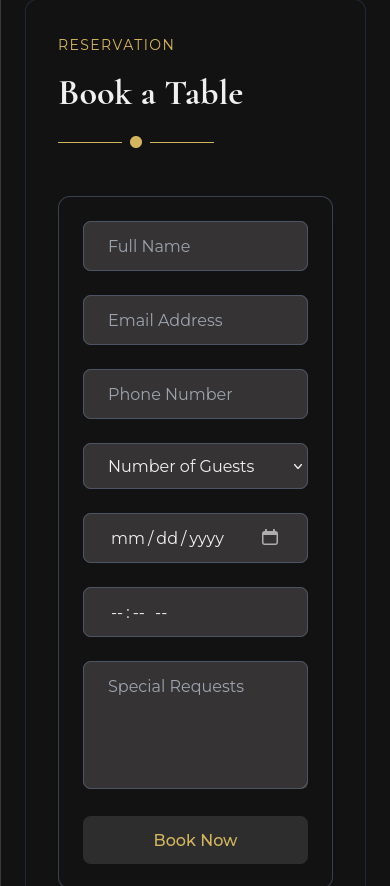 RESERVATION
Book a Table
Full Name
Email Address
Phone Number
Number of Guests
mm/dd/yyyy
--:-- --
Special Requests
Book Now